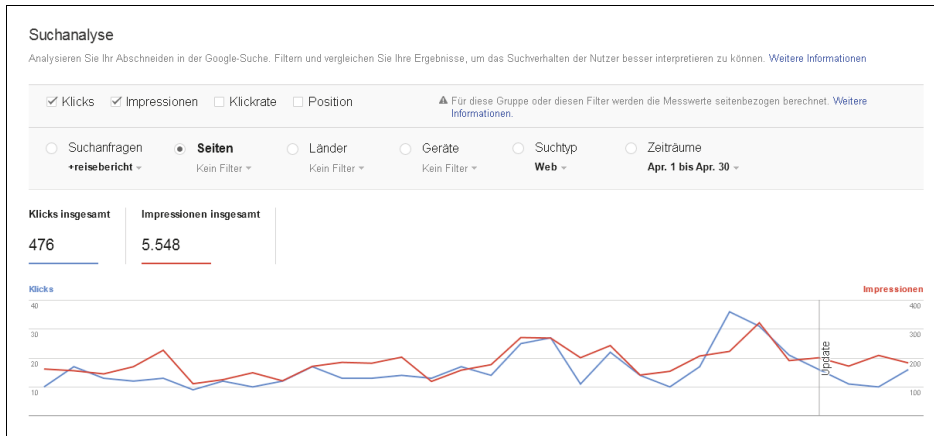 Suchanalyse
Analysieren Sie Ihr Abschneiden in der Google-Suche. Filtern und vergleichen Sie Ihre Ergebnisse, um das Suchverhalten der Nutzer besser interpretieren zu können. Weitere Informationen
Klicks Impressionen Klickrate Position
Für diese Gruppe oder diesen Filter werden die Messwerte seitenbezogen berechnet. Weitere
Informationen.
Suchanfragen Seiten Länder Geräte Suchtyp Zeiträume
+reisebericht Kein Filter Kein Filter Kein Filter Web Apr. 1 bis Apr. 30
Klicks insgesamt Impressionen insgesamt
476 5.548
Klicks Impressionen
40 400
30 300
20 200
10 100
Update